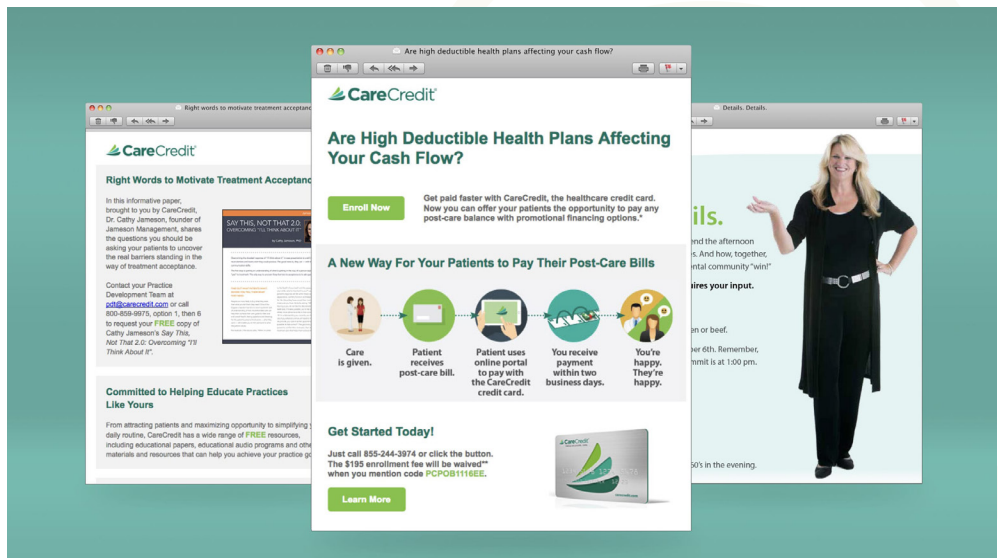 Right words to motivate treatment acceptanc
CareCredit
Right Words to Motivate Treatment Acceptanc
In this informative paper,
brought to you by CareCredit,
Dr. Cathy Jameson, founder of
Jameson Management, shares
the questions you should be
asking your patients to uncover
the real barriers standing in the
way of treatment acceptance.
SAY THIS, NOT THAT 2.0:
OVERCOMING "I'LL THINK ABOUT IT"
by Cathy Jameson, PhD
Contact your Practice
Development Team at
pdt@carecredit.com or call
800-859-9975, option 1, then 6
to request your FREE copy of
Cathy Jameson's Say This,
Not That 2.0: Overcoming "I'll
Think About It".
Committed to Helping Educate Practices
Like Yours
From attracting patients and maximizing opportunity to simplifying
daily routine, CareCredit has a wide range of FREE resources,
including educational papers, educational audio programs and othe
materials and resources that can help you achieve your practice go
Are high deductible health plans affecting your cash flow?
CareCredit
Are High Deductible Health Plans Affecting
Your Cash Flow?
Enroll Now
Get paid faster with CareCredit, the healthcare credit card.
Now you can offer your patients the opportunity to pay any
post-care balance with promotional financing options.*
A New Way For Your Patients to Pay Their Post-Care Bills
Care
is given.
Patient
receives
post-care bill.
Patient uses
online portal
to pay with
the CareCredit
credit card.
You receive
payment
within two
business days.
You're
happy.
They're
happy.
Get Started Today!
Just call 855-244-3974 or click the button.
The $195 enrollment fee will be waived**
when you mention code PCPOB1116EE.
Learn More
CareCredit
Details. Details.
ils.
end the afternoon
s. And how, together,
ental community "win!"
ires your input.
en or beef.
er 6th. Remember,
mmit is at 1:00 pm.
60's in the evening.